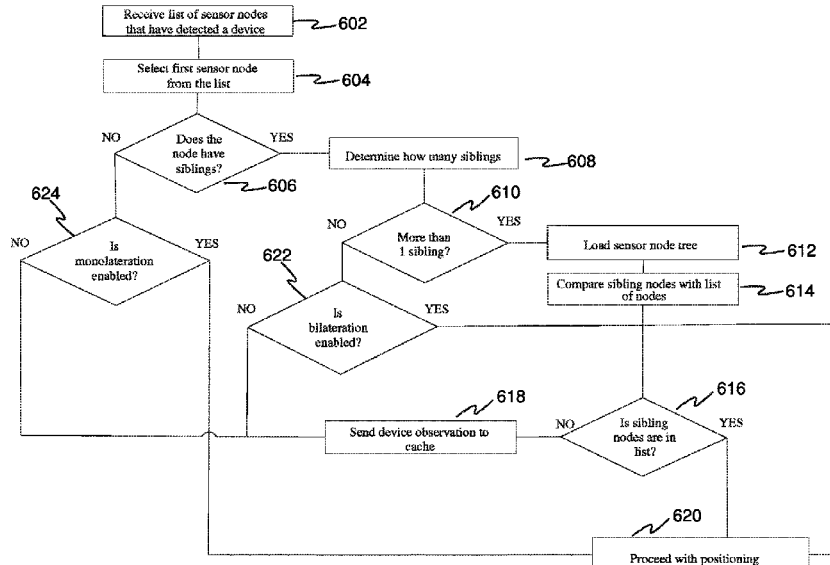 Receive list of sensor nodes
that have detected a device
602
Select first sensor node
from the list
604
NO
Does the
node have
siblings?
YES
606
Determine how many siblings
608
610
NO
More than
1 sibling?
YES
Load sensor node tree
612
Compare sibling nodes with list
of nodes
614
624
NO
Is
monolateration
enabled?
YES
622
NO
Is
bilateration
enabled?
YES
616
NO
Is sibling
nodes are in
list?
YES
618
Send device observation to
cache
620
Proceed with positioning